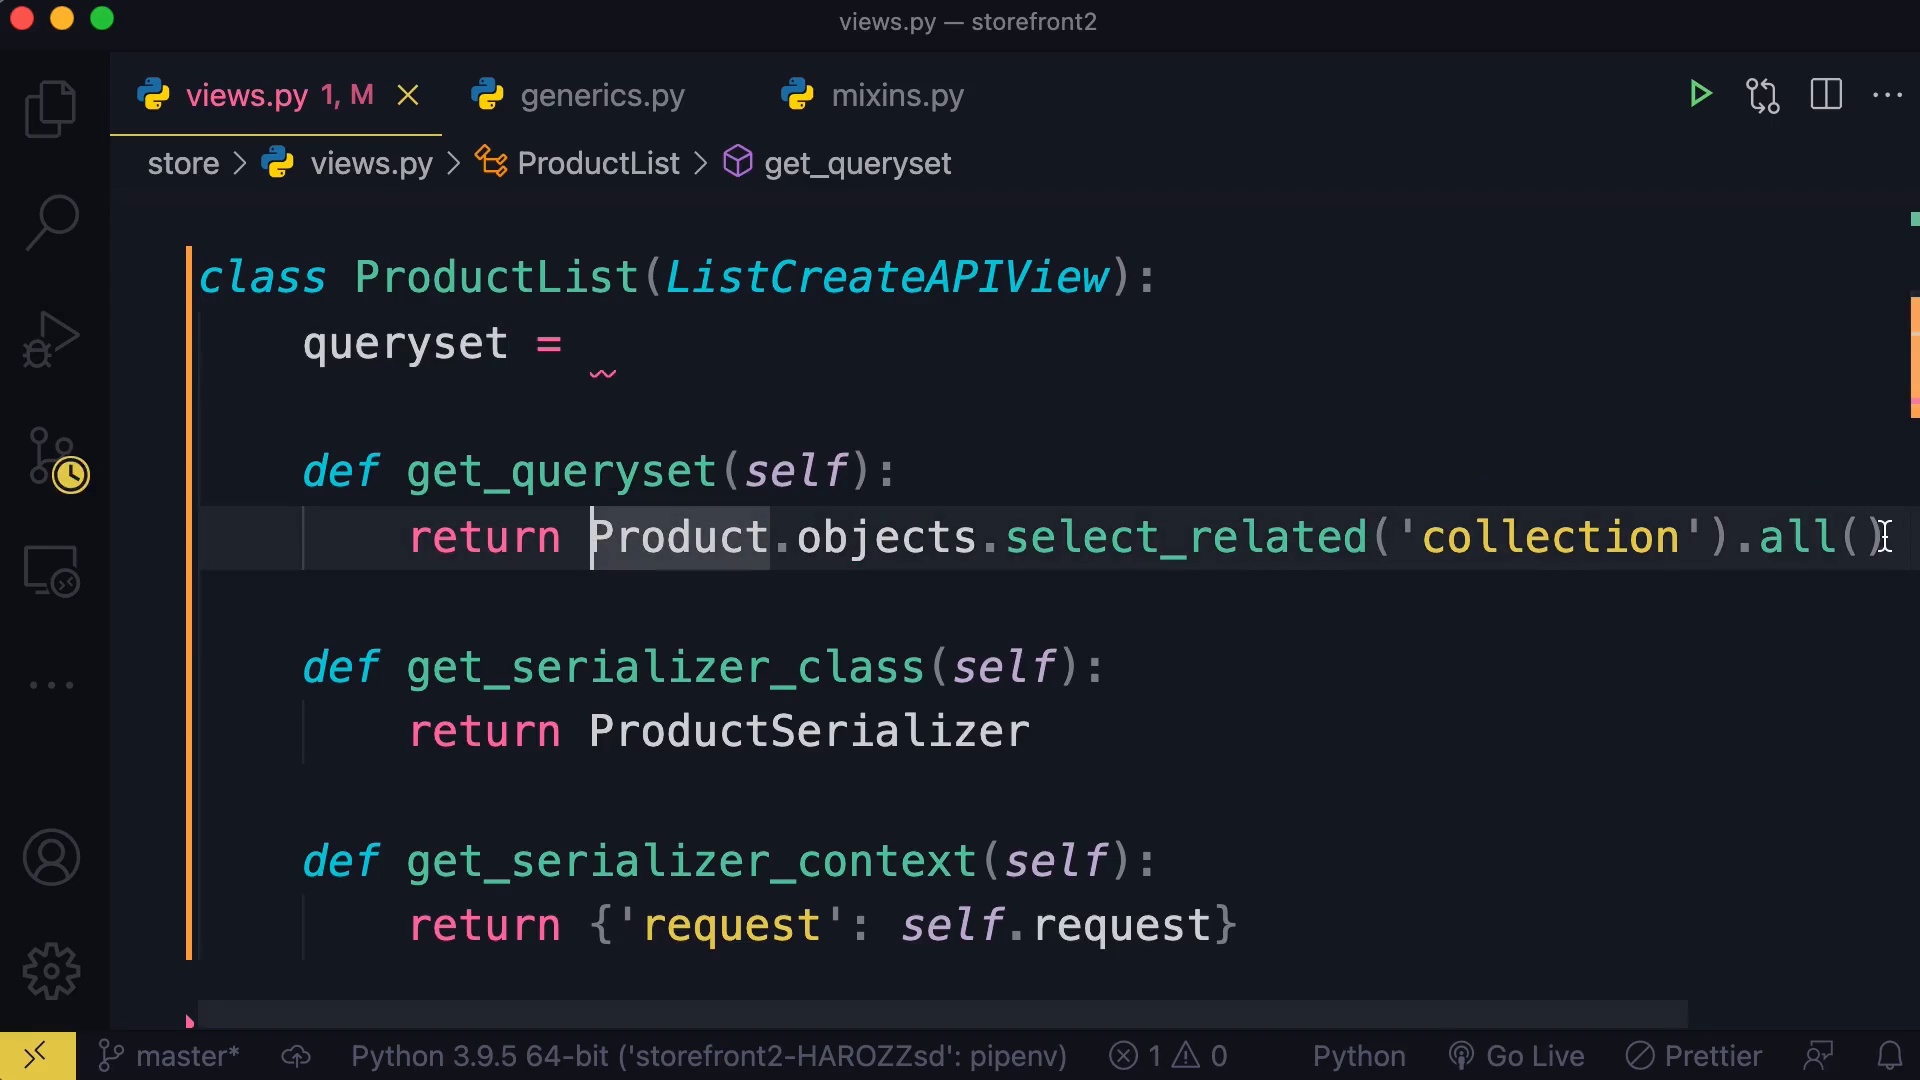 views.py — storefront2
views.py 1, M
generics.py
mixins.py
store > views.py > ProductList > get_queryset
class ProductList(ListCreateAPIView):
queryset =
def get_queryset(self):
return Product.objects.select_related('collection').all()
def get_serializer_class(self):
return ProductSerializer
def get_serializer_context(self):
return {'request': self.request}
master* Python 3.9.5 64-bit ('storefront2-HAROZZsd': pipenv) 1 0 Python Go Live Prettier